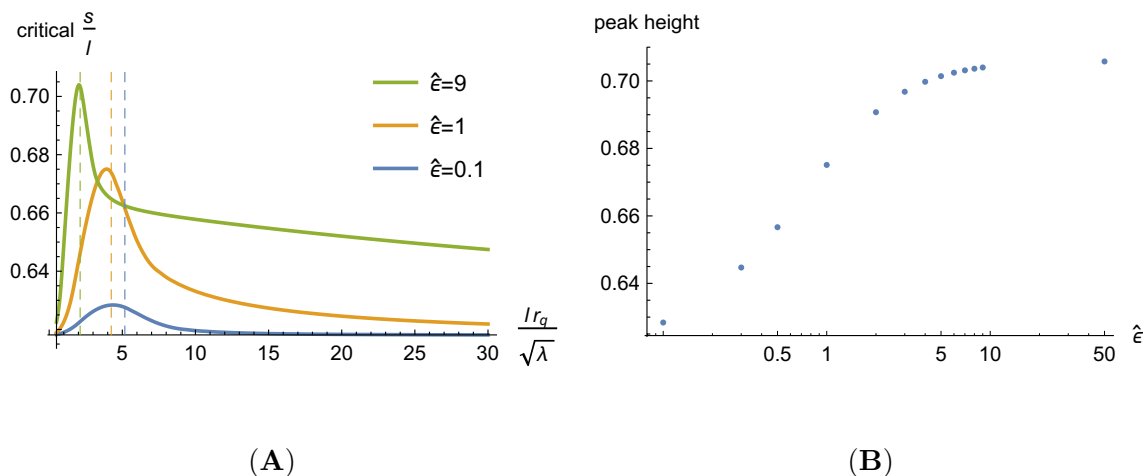 critical s/l
0.70
0.68
0.66
0.64
5
10
15
20
25
30
l r_q/√λ
ε̂=9
ε̂=1
ε̂=0.1
(A)
peak height
0.70
0.68
0.66
0.64
0.5
1
5
10
50
ε̂
(B)